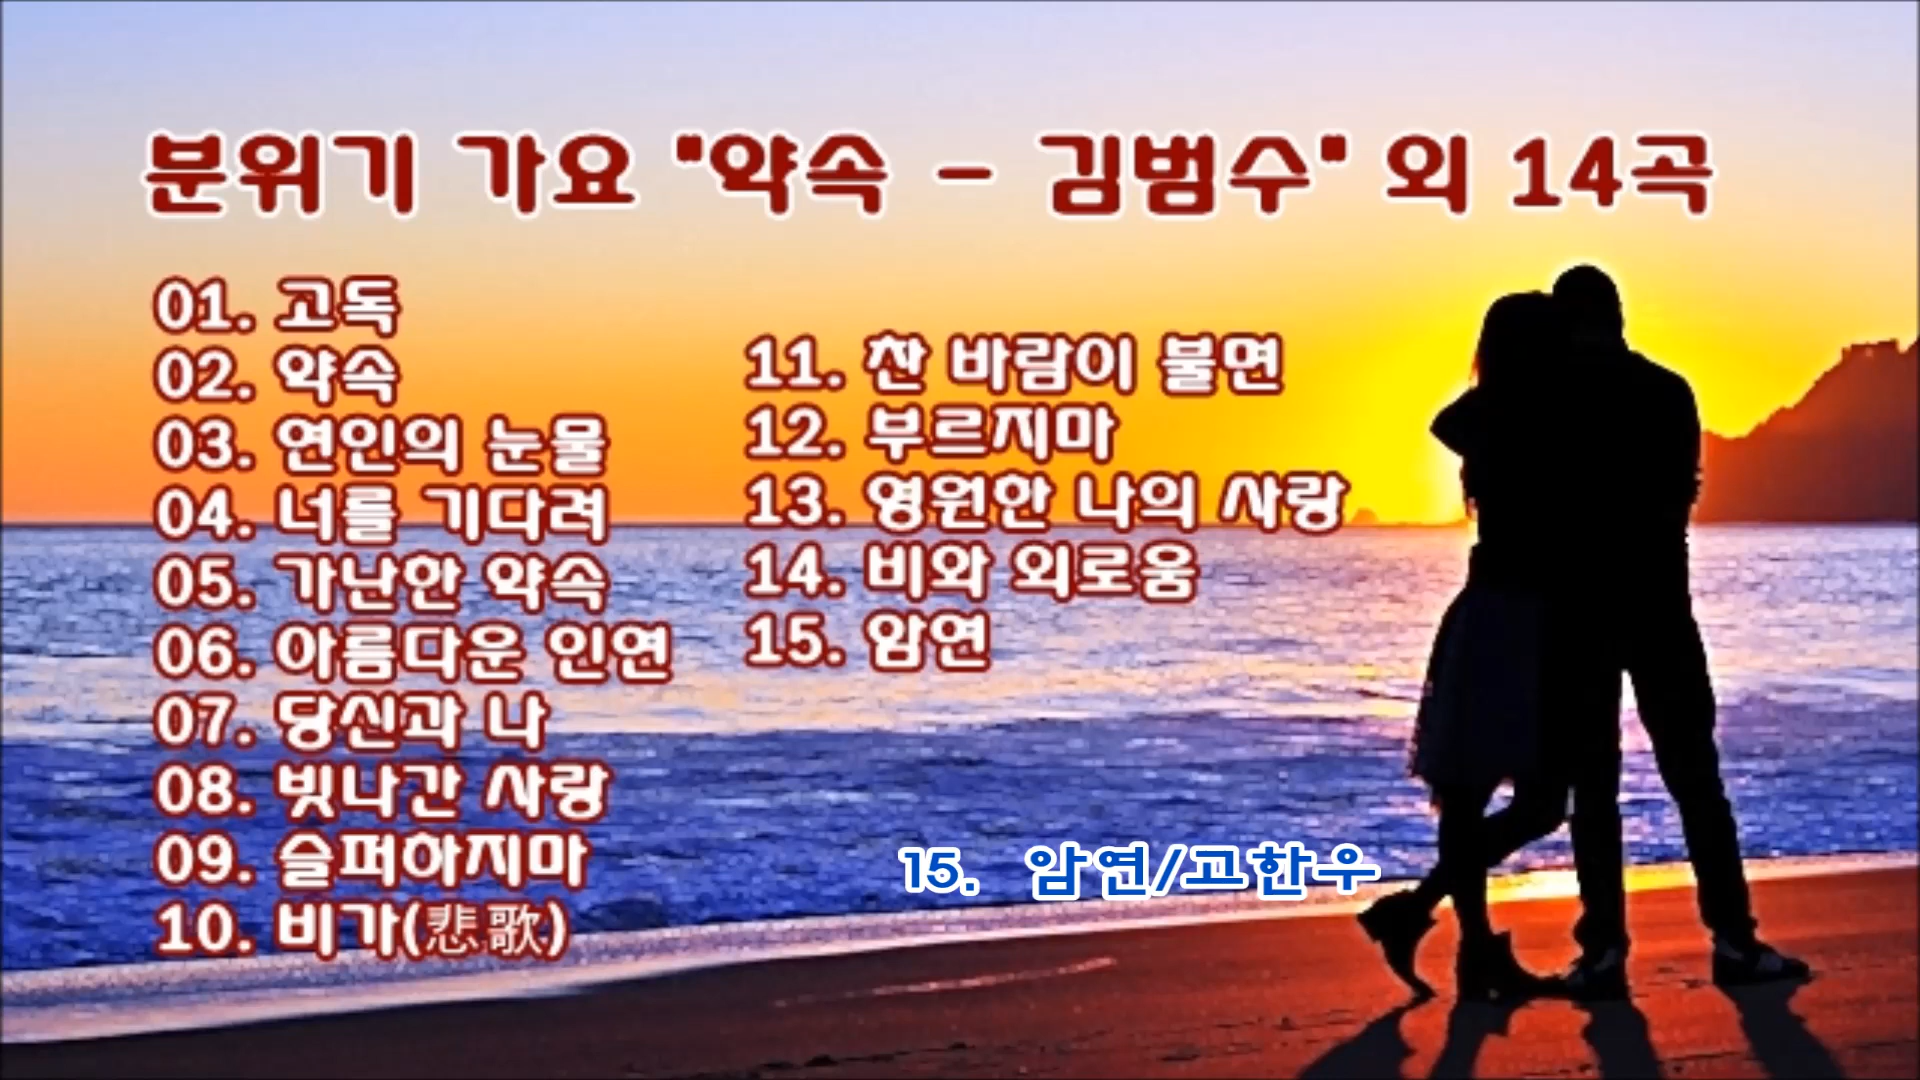 분위기 가요 "약속 - 김범수" 외 14곡
01. 고독
02. 약속
03. 연인의 눈물
04. 너를 기다려
05. 가난한 약속
06. 아름다운 인연
07. 당신과 나
08. 빗나간 사랑
09. 슬퍼하지마
10. 비가(悲歌)
11. 찬 바람이 불면
12. 부르지마
13. 영원한 나의 사랑
14. 비와 외로움
15. 암연
15. 암연/고한우